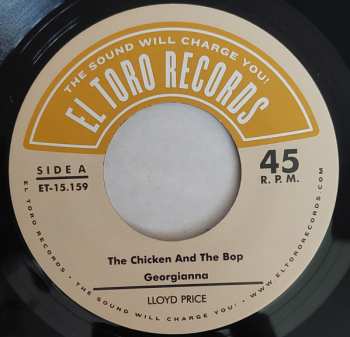 THE SOUND WILL CHARGE YOU!
EL TORO RECORDS
SIDE A
ET-15.159
45
R.P.M.
The Chicken And The Bop
Georgianna
LLOYD PRICE
EL TORO RECORDS - THE SOUND WILL CHARGE YOU! - WWW.ELTORORECORDS.COM